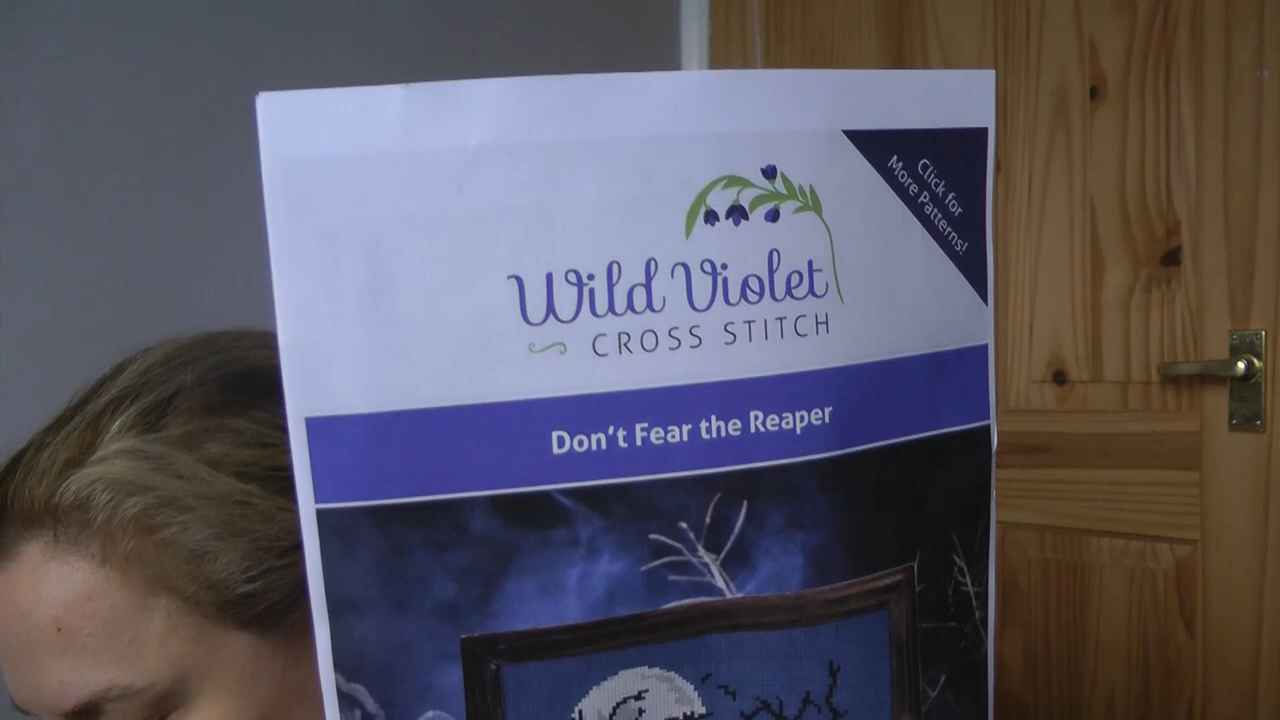 Click for
More Patterns!
Wild Violet
CROSS STITCH
Don't Fear the Reaper